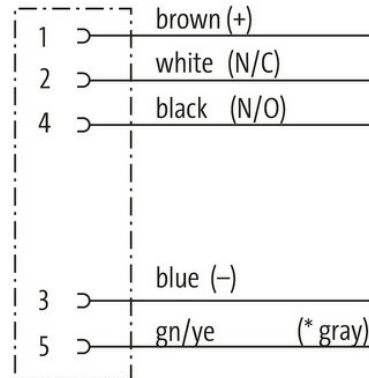 1 brown (+)
2 white (N/C)
4 black (N/O)
3 blue (–)
5 gn/ye (* gray)